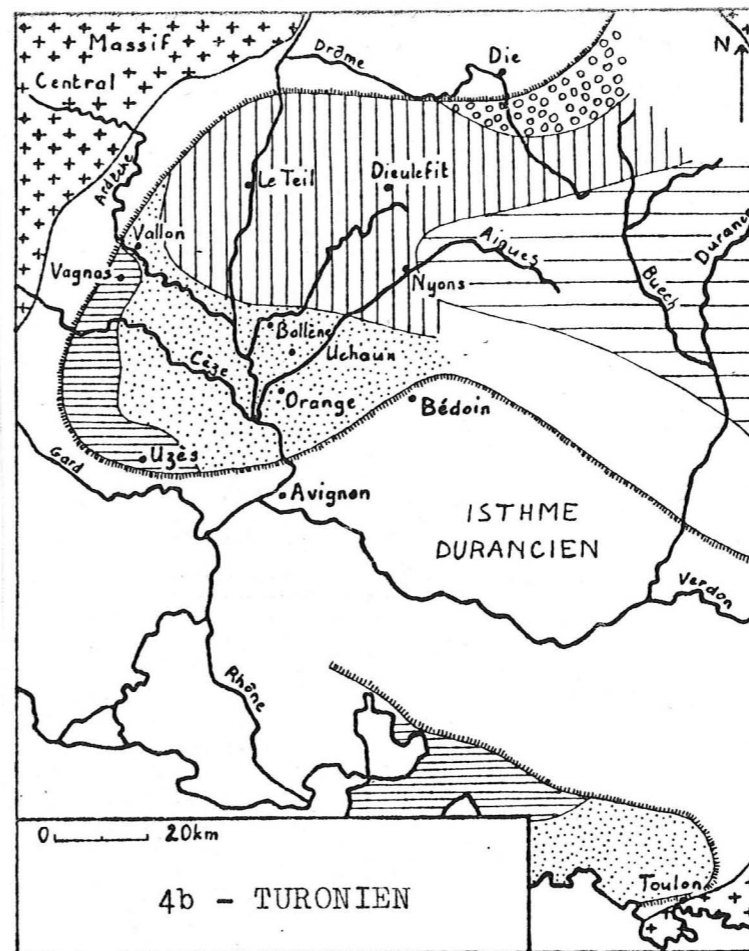 Massif
Central
Drôme
Die
N
Ardèche
Le Teil
Dieulefit
Vallon
Vagnas
Aigues
Durance
Nyons
Buech
Bollène
Uchaux
Cèze
Orange
Bédoin
Uzès
Gard
Avignon
ISTHME
DURANCIEN
Verdon
Rhône
0 20km
Toulon
4b - TURONIEN